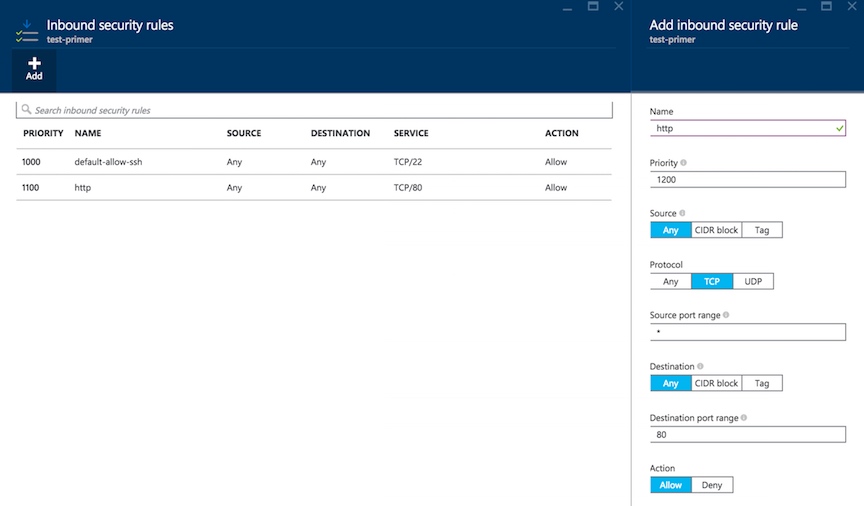 Inbound security rules
test-primer
Add
Search inbound security rules
PRIORITY NAME SOURCE DESTINATION SERVICE ACTION
1000 default-allow-ssh Any Any TCP/22 Allow
1100 http Any Any TCP/80 Allow
Add inbound security rule
test-primer
Name
http
Priority
1200
Source
Any CIDR block Tag
Protocol
Any TCP UDP
Source port range
*
Destination
Any CIDR block Tag
Destination port range
80
Action
Allow Deny